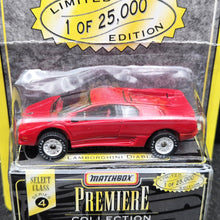 LIMITED
1 OF 25,000
EDITION
LAMBORGHINI DIABLO
MATCHBOX
SELECT
CLASS
4
PREMIERE
COLLECTION